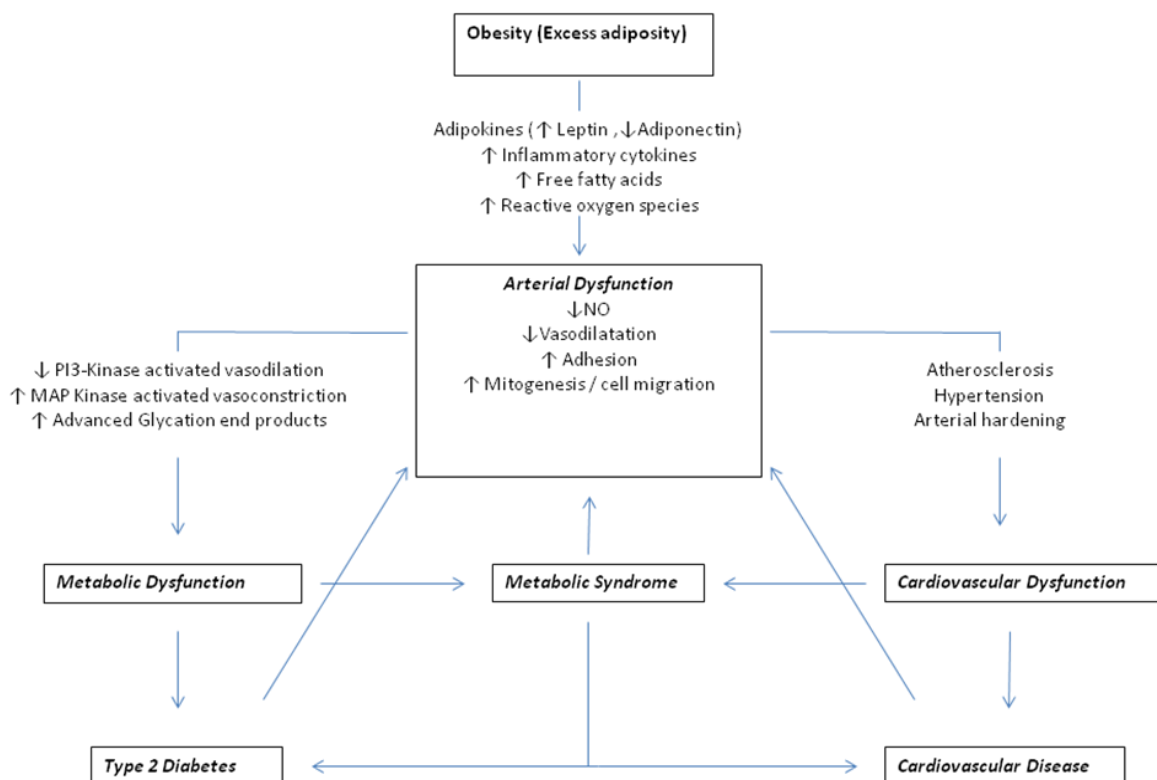 Obesity (Excess adiposity)
Adipokines (↑ Leptin , ↓Adiponectin)
↑ Inflammatory cytokines
↑ Free fatty acids
↑ Reactive oxygen species
Arterial Dysfunction
↓NO
↓Vasodilatation
↑ Adhesion
↑ Mitogenesis / cell migration
↓ PI3-Kinase activated vasodilation
↑ MAP Kinase activated vasoconstriction
↑ Advanced Glycation end products
Atherosclerosis
Hypertension
Arterial hardening
Metabolic Dysfunction
Metabolic Syndrome
Cardiovascular Dysfunction
Type 2 Diabetes
Cardiovascular Disease